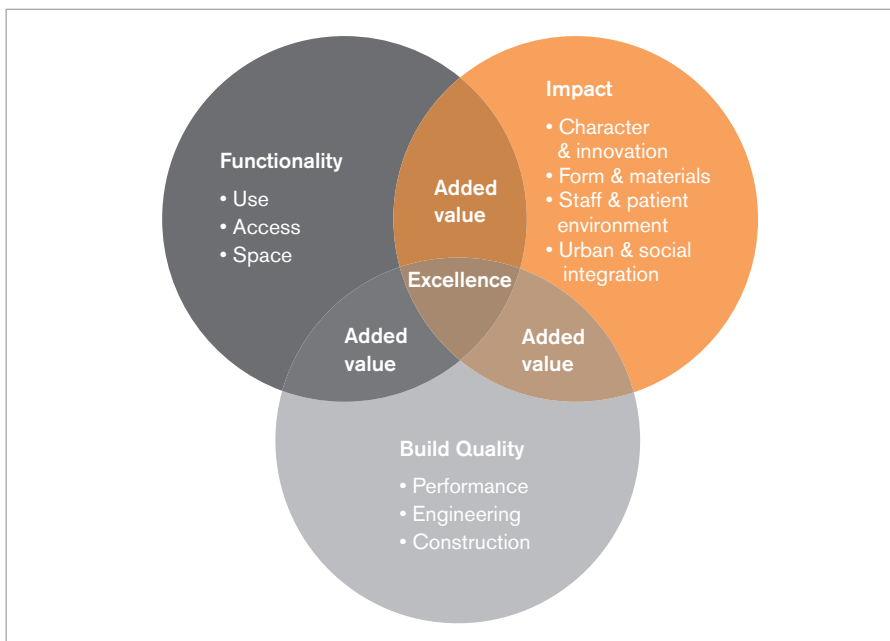 Functionality
• Use
• Access
• Space
Impact
• Character
& innovation
• Form & materials
• Staff & patient
environment
• Urban & social
integration
Added
value
Excellence
Added
value
Added
value
Build Quality
• Performance
• Engineering
• Construction